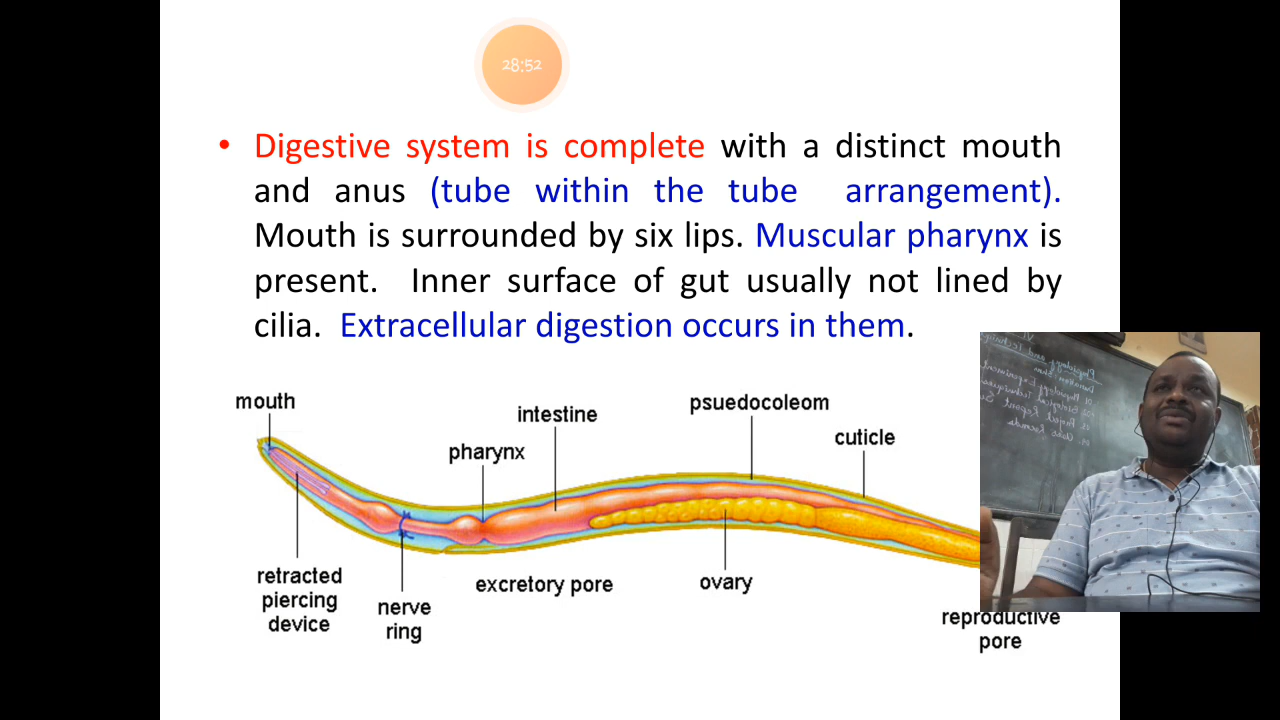 28:52
• Digestive system is complete with a distinct mouth
and anus (tube within the tube arrangement).
Mouth is surrounded by six lips. Muscular pharynx is
present. Inner surface of gut usually not lined by
cilia. Extracellular digestion occurs in them.
mouth
pharynx
intestine
psuedocoleom
cuticle
retracted
piercing
device
nerve
ring
excretory pore
ovary
reproductive
pore
Physiology and